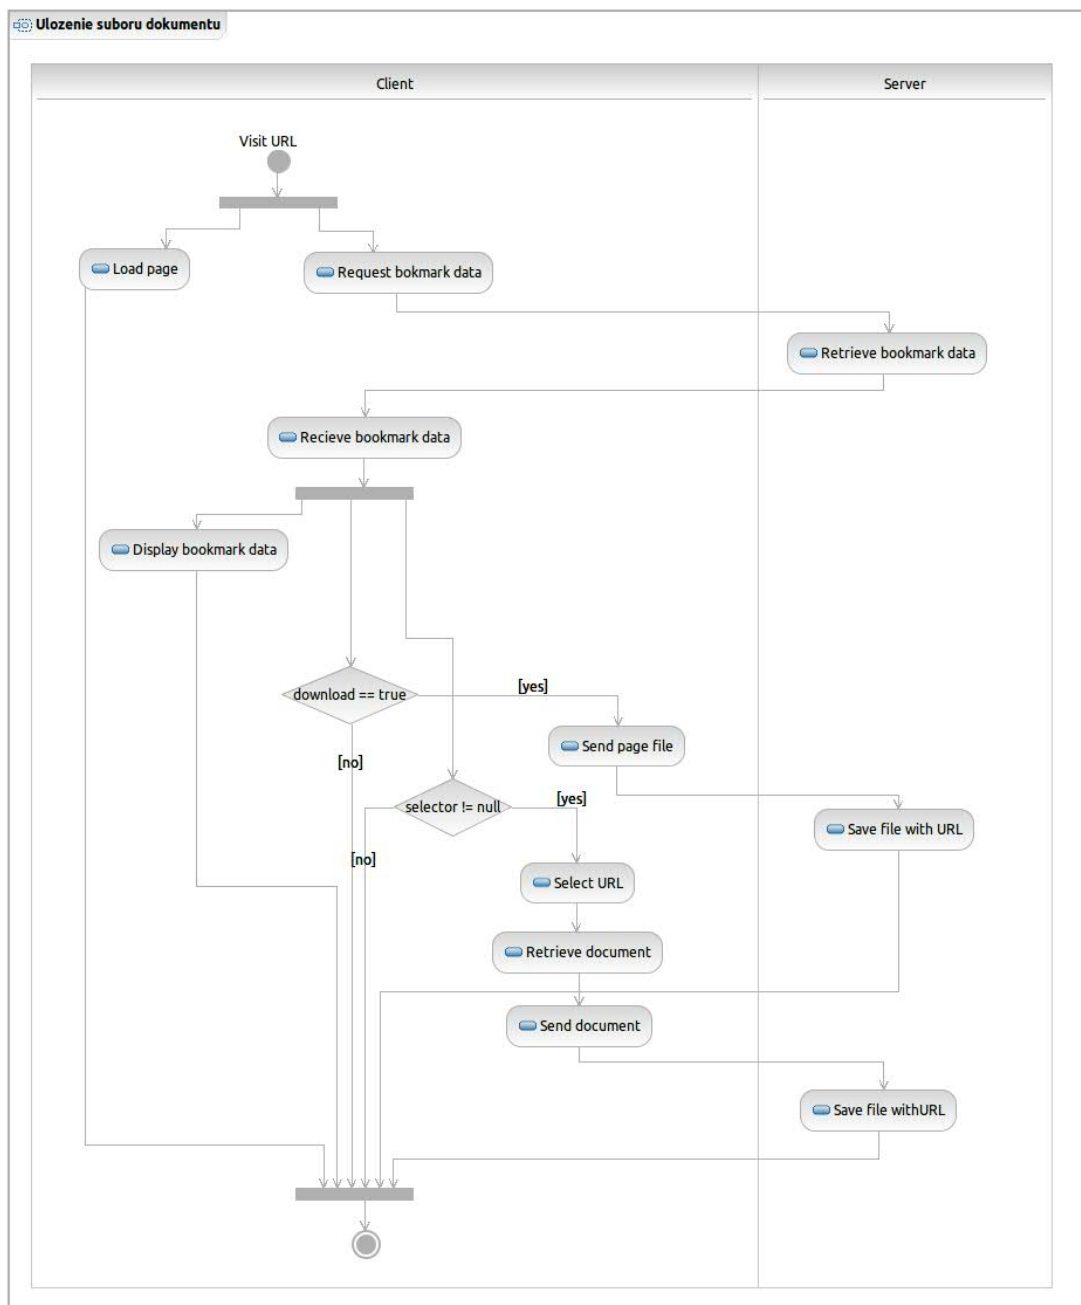 Ulozenie suboru dokumentu
Client
Server
Visit URL
Load page
Request bokmark data
Retrieve bookmark data
Recieve bookmark data
Display bookmark data
download == true
[yes]
Send page file
[no]
selector != null
[yes]
Save file with URL
[no]
Select URL
Retrieve document
Send document
Save file withURL